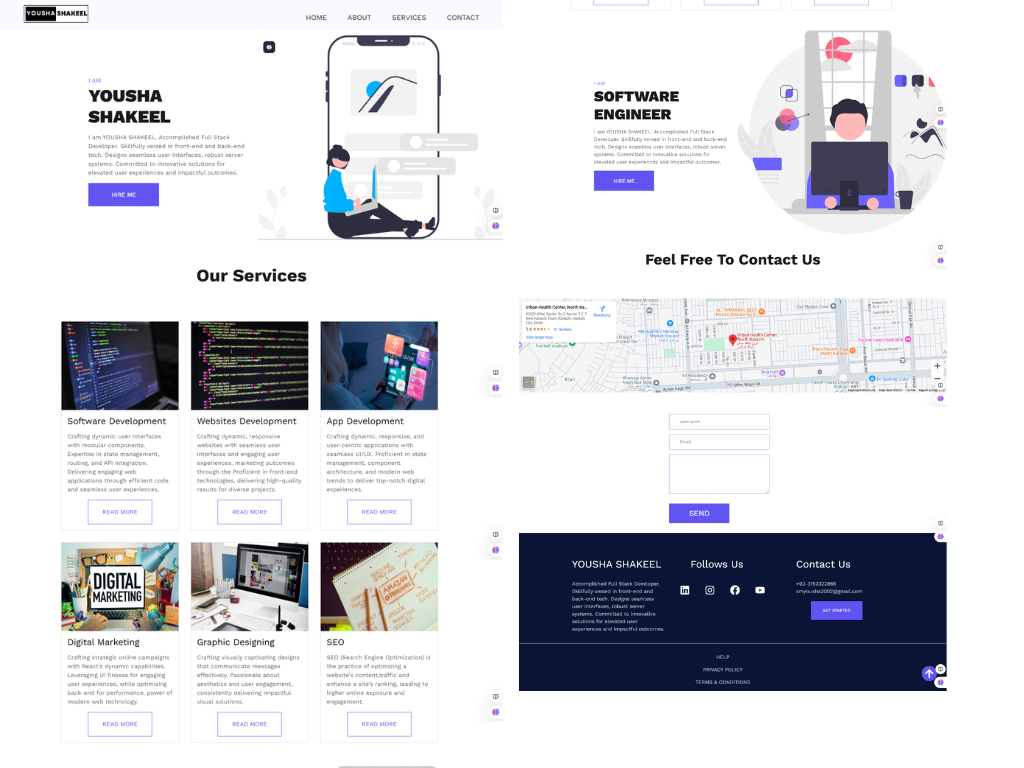 YOUSHA SHAKEEL
HOME
ABOUT
SERVICES
CONTACT
I AM
YOUSHA
SHAKEEL
I am YOUSHA SHAKEEL. Accomplished Full Stack
Developer. Skillfully versed in front-end and back-end
tech. Designs seamless user interfaces, robust server
systems. Committed to innovative solutions for
elevated user experiences and impactful outcomes.
HIRE ME
Our Services
Software Development
Crafting dynamic user interfaces
with modular components.
Expertise in state management,
routing, and API integration.
Delivering engaging web
applications through efficient code
and seamless user experiences.
READ MORE
Websites Development
Crafting dynamic, responsive
websites with seamless user
interfaces and engaging user
experiences. marketing outcomes
through the Proficient in front-end
technologies, delivering high-quality
results for diverse projects.
READ MORE
App Development
Crafting dynamic, responsive, and
user-centric applications with
seamless UI/UX. Proficient in state
management, component
architecture, and modern web
trends to deliver top-notch digital
experiences.
READ MORE
DIGITAL
MARKETING
Digital Marketing
Crafting strategic online campaigns
with React's dynamic capabilities.
Leveraging UI finesse for engaging
user experiences, while optimizing
back-end for performance. power of
modern web technology.
READ MORE
Graphic Designing
Crafting visually captivating designs
that communicate messages
effectively. Passionate about
aesthetics and user engagement,
consistently delivering impactful
visual solutions.
READ MORE
SEO
SEO (Search Engine Optimization) is
the practice of optimizing a
website's content,traffic and
enhance a site's ranking, leading to
higher online exposure and
engagement.
READ MORE
I AM
SOFTWARE
ENGINEER
I am YOUSHA SHAKEEL. Accomplished Full Stack
Developer. Skillfully versed in front-end and back-end
tech. Designs seamless user interfaces, robust server
systems. Committed to innovative solutions for
elevated user experiences and impactful outcomes.
HIRE ME
Feel Free To Contact Us
Urban Health Center, North Ka...
Directions
View larger map
Urban Health Center,
North Karachi
username
Email
SEND
YOUSHA SHAKEEL
Accomplished Full Stack Developer.
Skillfully versed in front-end and
back-end tech. Designs seamless
user interfaces, robust server
systems. Committed to innovative
solutions for elevated user
experiences and impactful outcomes.
Follows Us
Contact Us
+92-3152322865
smyousha2002@gmail.com
GET STARTED
HELP
PRIVACY POLICY
TERMS & CONDITIONS